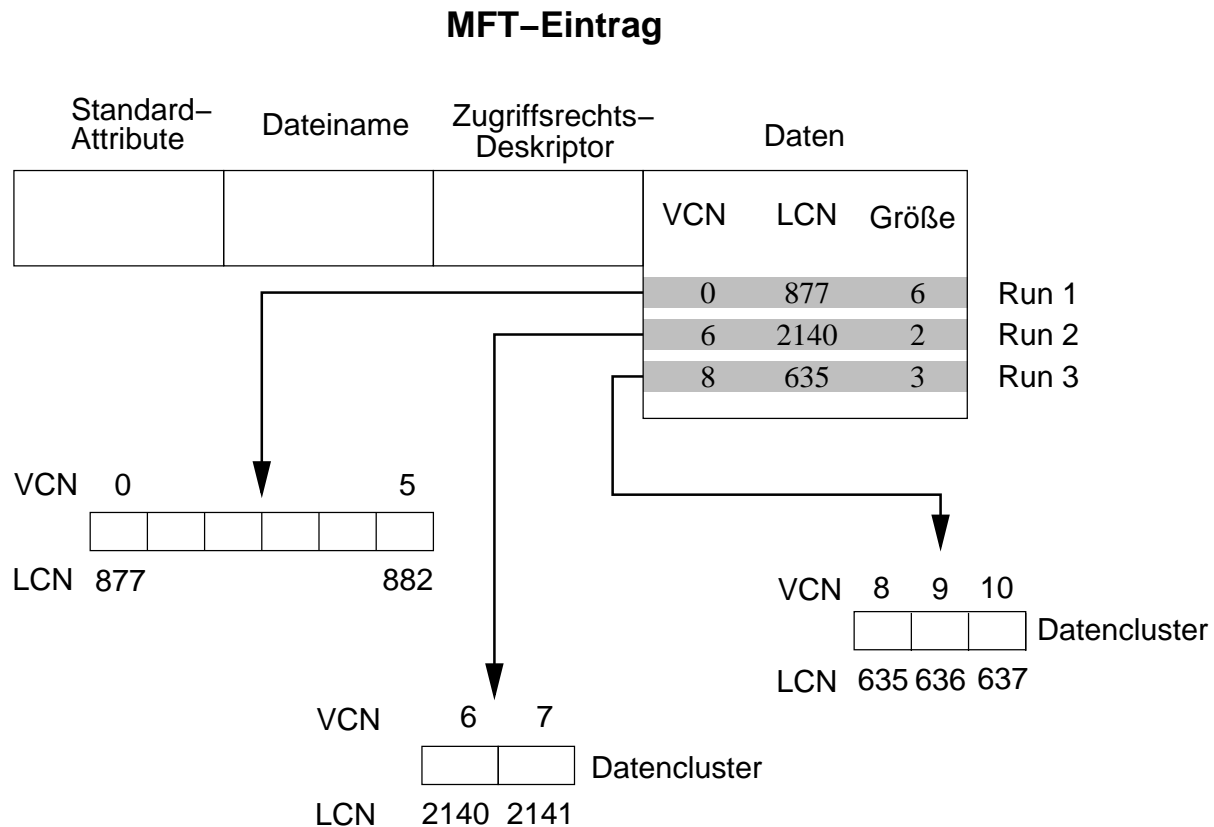 MFT–Eintrag
Standard–
Attribute
Dateiname
Zugriffsrechts–
Deskriptor
Daten
VCN LCN Größe
0 877 6 Run 1
6 2140 2 Run 2
8 635 3 Run 3
VCN 0 5
LCN 877 882
VCN 8 9 10
Datencluster
LCN 635 636 637
VCN 6 7
Datencluster
LCN 2140 2141